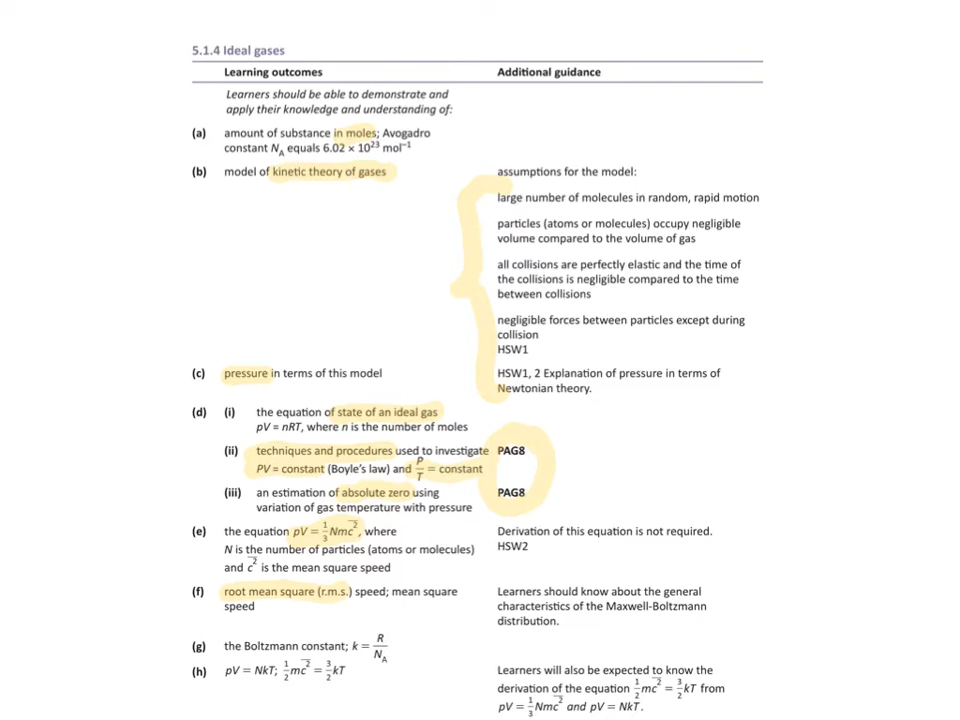 5.1.4 Ideal gases
Learning outcomes Additional guidance
Learners should be able to demonstrate and
apply their knowledge and understanding of:
(a) amount of substance in moles; Avogadro
constant N_A equals 6.02 × 10²³ mol⁻¹
(b) model of kinetic theory of gases assumptions for the model:
large number of molecules in random, rapid motion
particles (atoms or molecules) occupy negligible
volume compared to the volume of gas
all collisions are perfectly elastic and the time of
the collisions is negligible compared to the time
between collisions
negligible forces between particles except during
collision
HSW1
(c) pressure in terms of this model HSW1, 2 Explanation of pressure in terms of
Newtonian theory.
(d) (i) the equation of state of an ideal gas
pV = nRT, where n is the number of moles
(ii) techniques and procedures used to investigate PAG8
PV = constant (Boyle's law) and P/T = constant
(iii) an estimation of absolute zero using PAG8
variation of gas temperature with pressure
(e) the equation pV = 1/3 Nmc̅², where Derivation of this equation is not required.
N is the number of particles (atoms or molecules) HSW2
and c̅² is the mean square speed
(f) root mean square (r.m.s.) speed; mean square Learners should know about the general
speed characteristics of the Maxwell-Boltzmann
distribution.
(g) the Boltzmann constant; k = R/N_A
(h) pV = NkT; 1/2 mc̅² = 3/2 kT Learners will also be expected to know the
derivation of the equation 1/2 mc̅² = 3/2 kT from
pV = 1/3 Nmc̅² and pV = NkT.